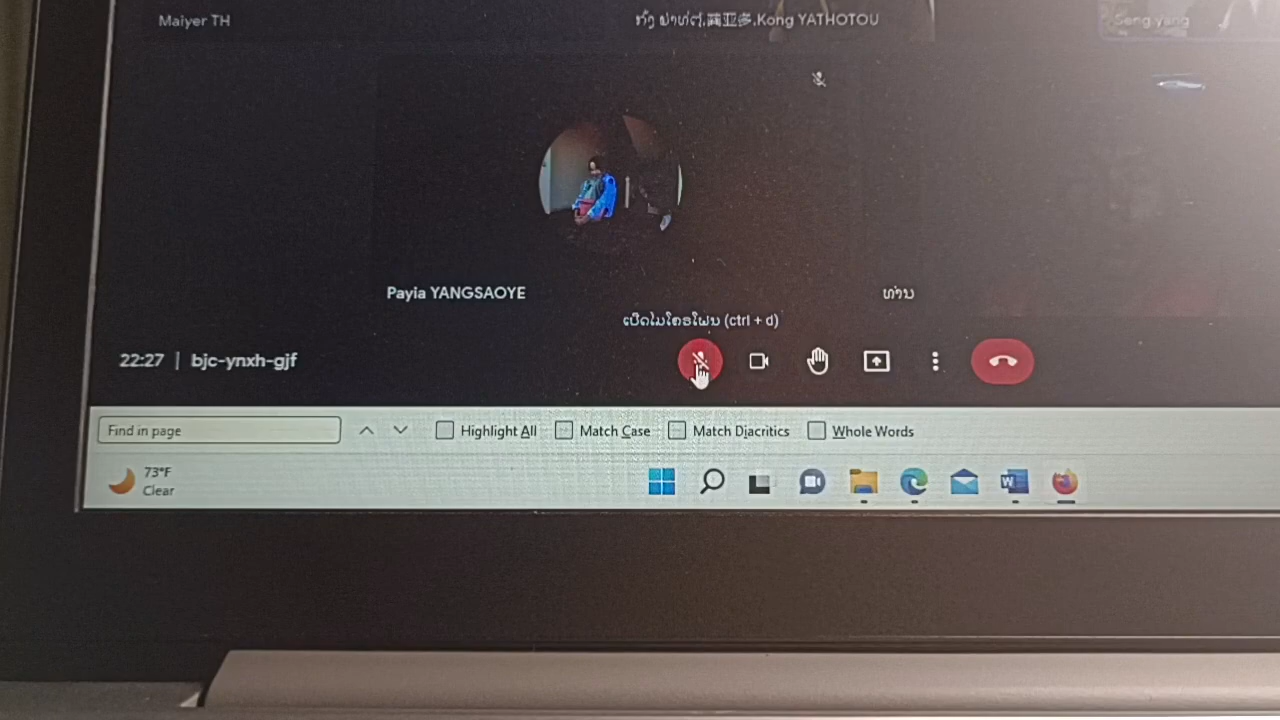 Maiyer TH
Kong YATHOTOU
Seng yang
Payia YANGSAOYE
ທ່ານ
ເປີດໄມໂຄຣໂຟນ (ctrl + d)
22:27 | bjc-ynxh-gjf
Find in page
Highlight All
Match Case
Match Diacritics
Whole Words
73°F
Clear